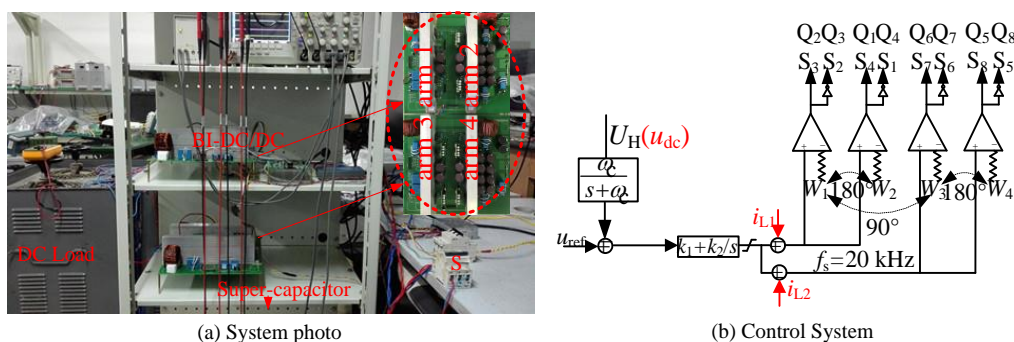 arm 1
arm 2
arm 3
arm 4
BI-DC/DC
DC Load
S
Super-capacitor
(a) System photo
Q2Q3 Q1Q4 Q6Q7 Q5Q8
S3 S2 S4 S1 S7 S6 S8 S5
+ − + − + − + −
UH(udc)
ωc
s+ωc
W1 180° W2 W3 180° W4
90°
iL1
uref
k1+k2/s
fs=20 kHz
iL2
(b) Control System